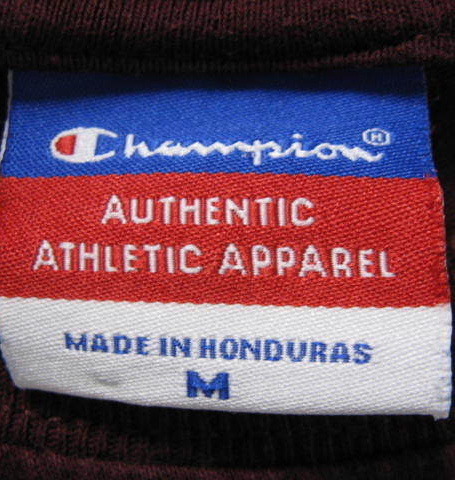 Champion®
AUTHENTIC
ATHLETIC APPAREL
MADE IN HONDURAS
M